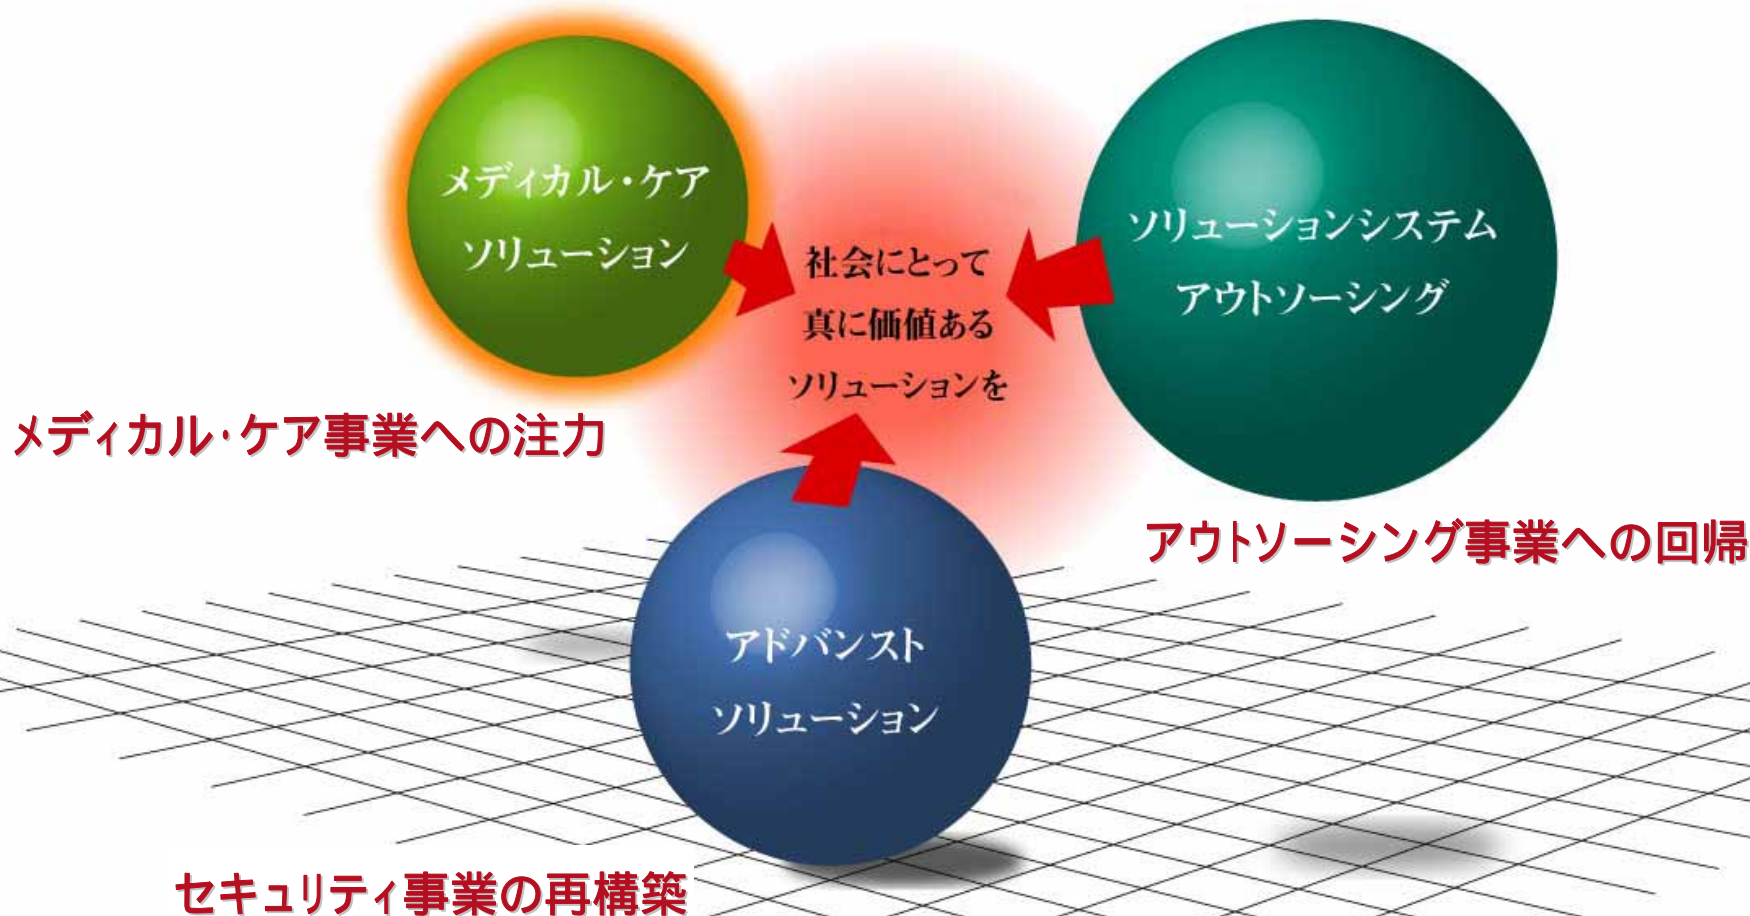 メディカル・ケア
ソリューション
ソリューションシステム
アウトソーシング
社会にとって
真に価値ある
ソリューションを
メディカル・ケア事業への注力
アウトソーシング事業への回帰
アドバンスト
ソリューション
セキュリティ事業の再構築